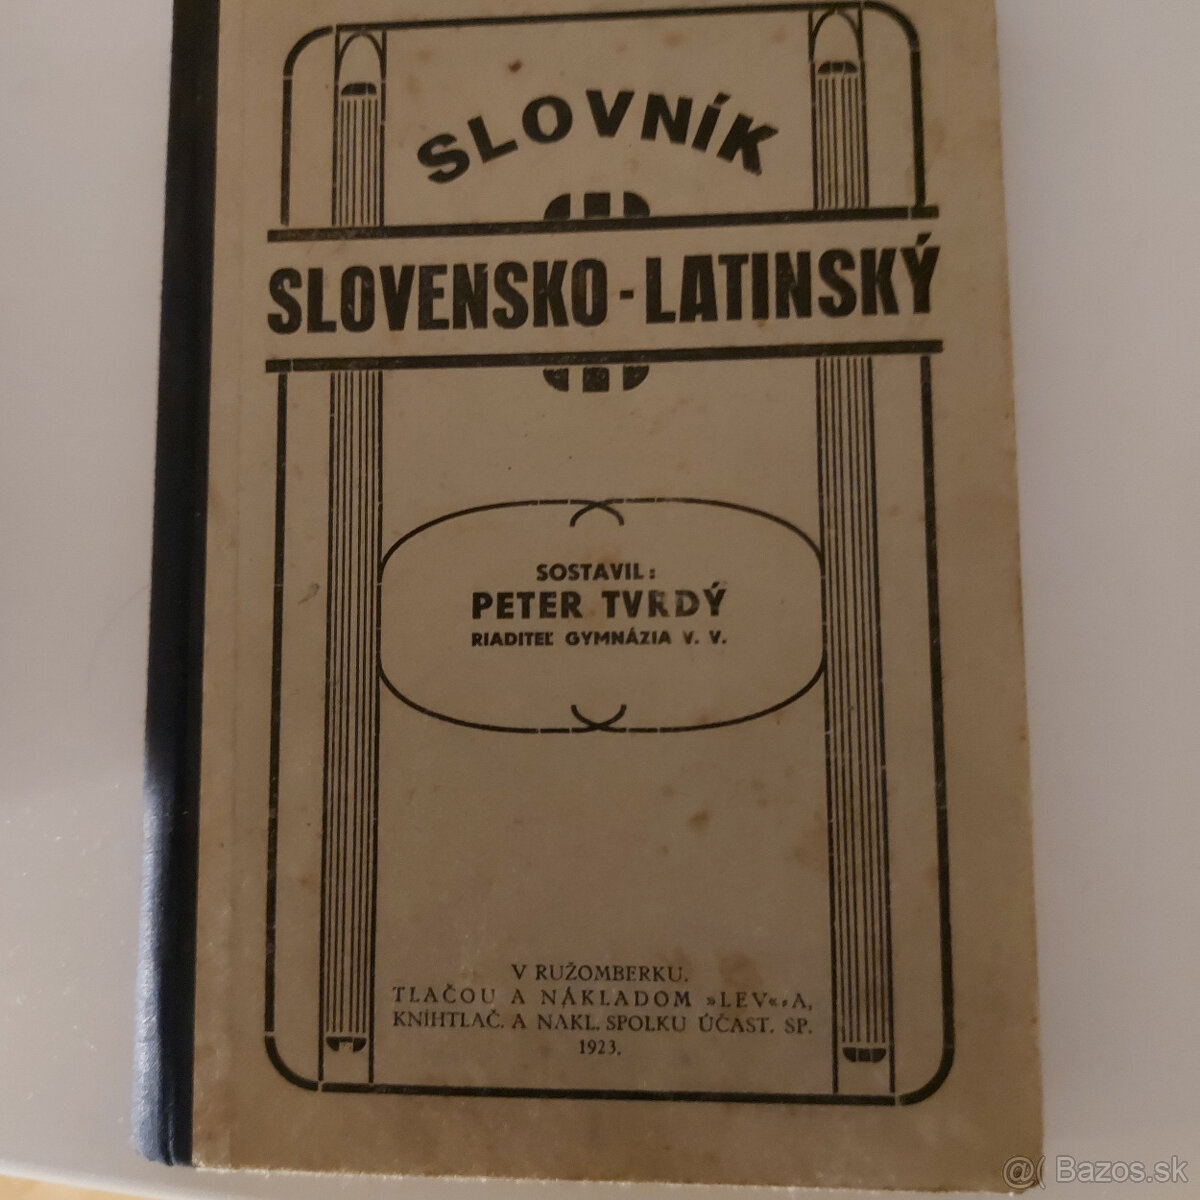 SLOVNÍK
SLOVENSKO-LATINSKÝ
SOSTAVIL:
PETER TVRDÝ
RIADITEĽ GYMNÁZIA V. V.
V RUŽOMBERKU.
TLAČOU A NÁKLADOM »LEV«-A,
KNÍHTLAČ. A NAKL. SPOLKU ÚČAST. SP.
1923.
@( Bazos.sk